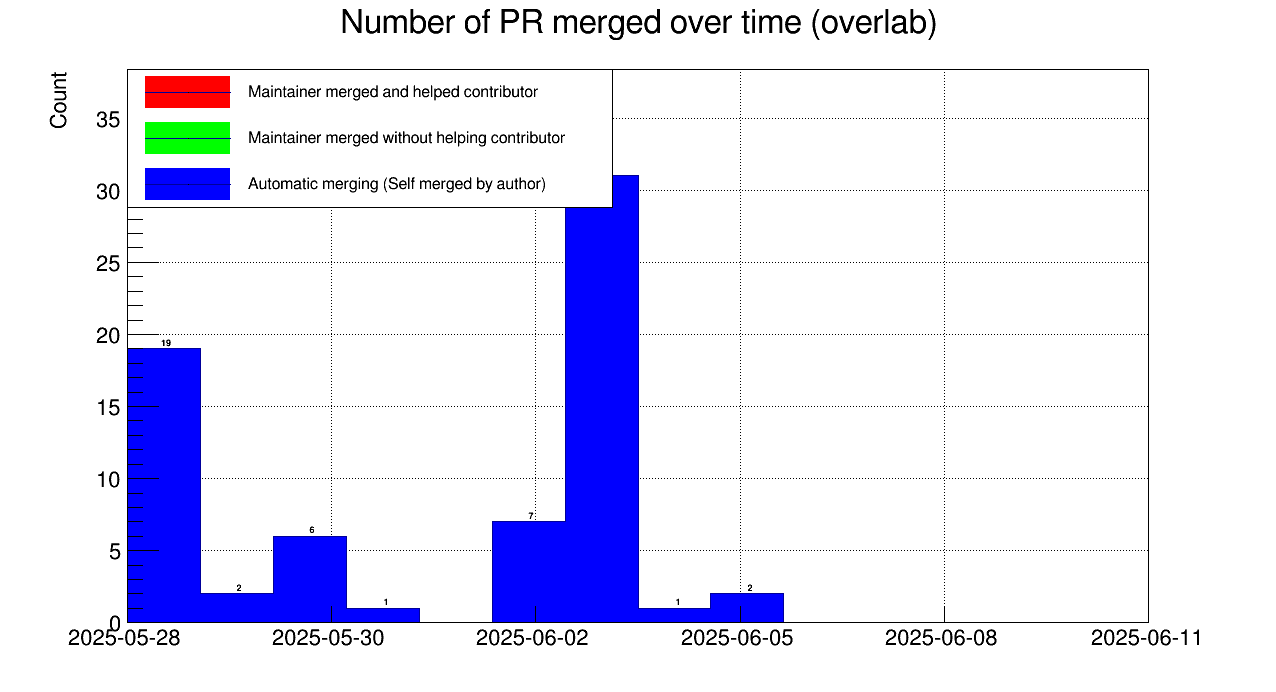 Number of PR merged over time (overlab)
Count
Maintainer merged and helped contributor
Maintainer merged without helping contributor
Automatic merging (Self merged by author)
35
30
25
20
15
10
5
0
19
2
6
1
7
1
2
2025-05-28 2025-05-30 2025-06-02 2025-06-05 2025-06-08 2025-06-11